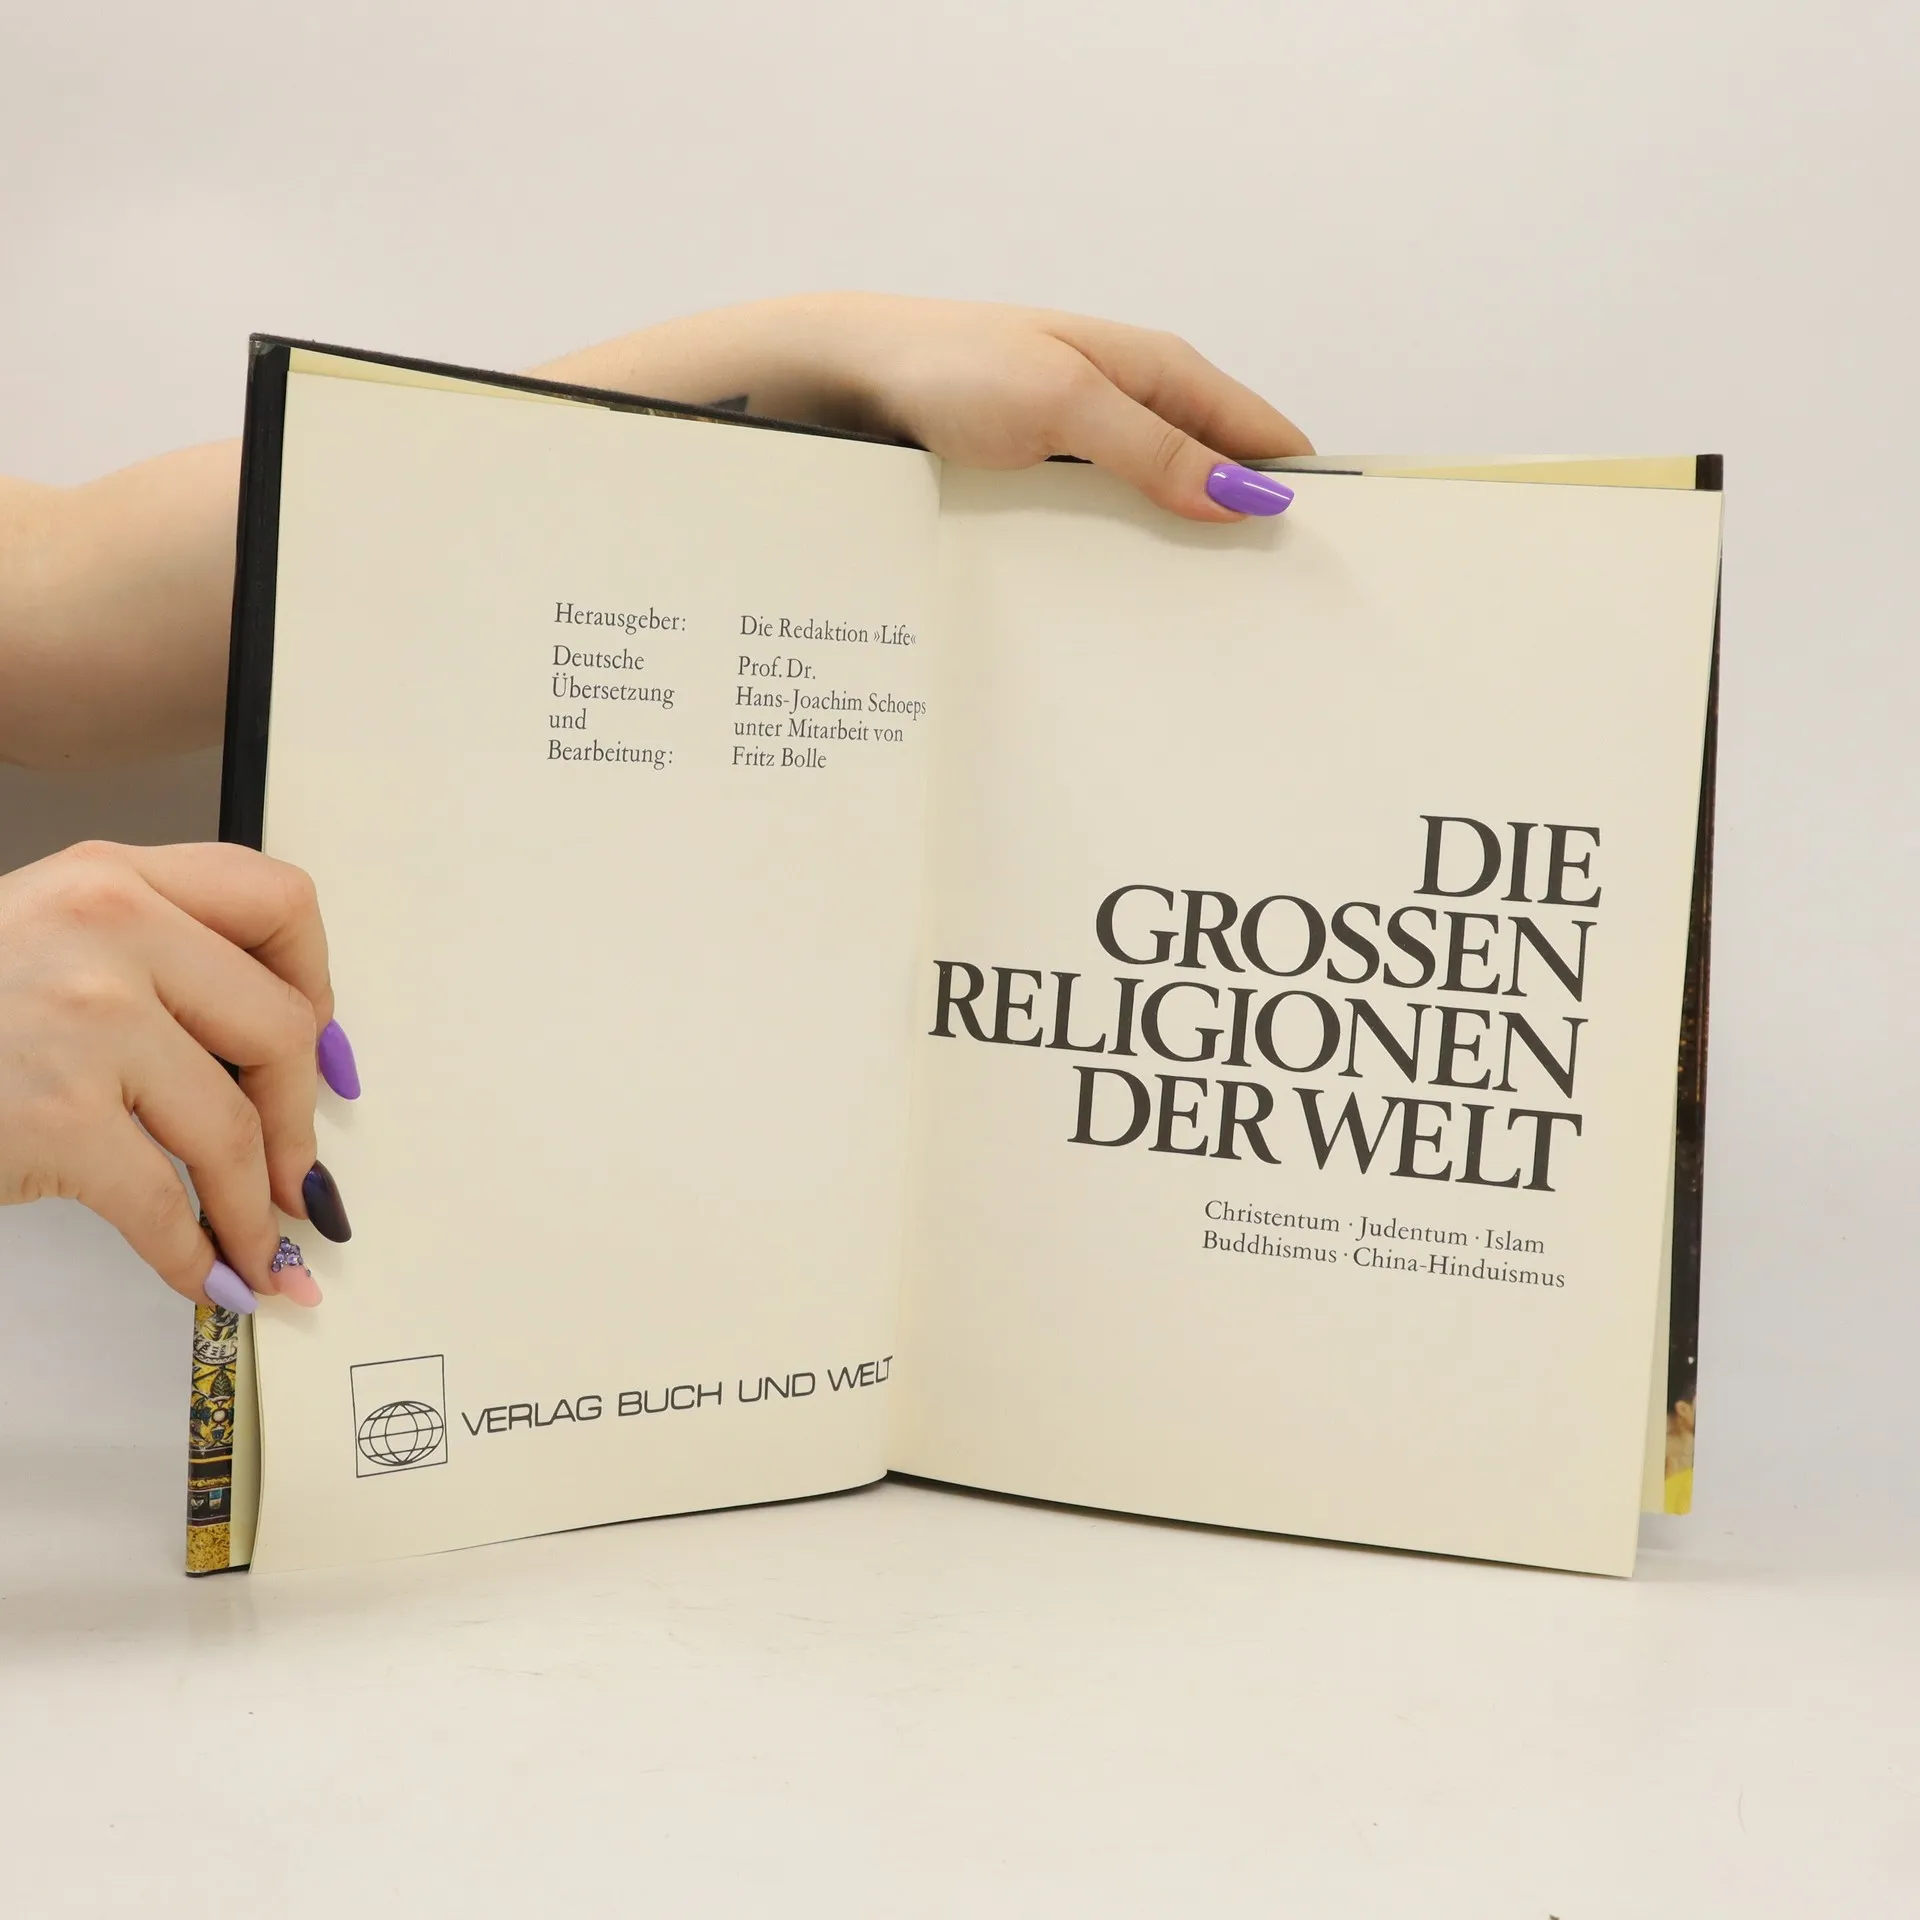 Herausgeber: Die Redaktion »Life«
Deutsche Prof. Dr.
Übersetzung Hans-Joachim Schoeps
und unter Mitarbeit von
Bearbeitung: Fritz Bolle
VERLAG BUCH UND WELT
DIE
GROSSEN
RELIGIONEN
DER WELT
Christentum · Judentum · Islam
Buddhismus · China-Hinduismus